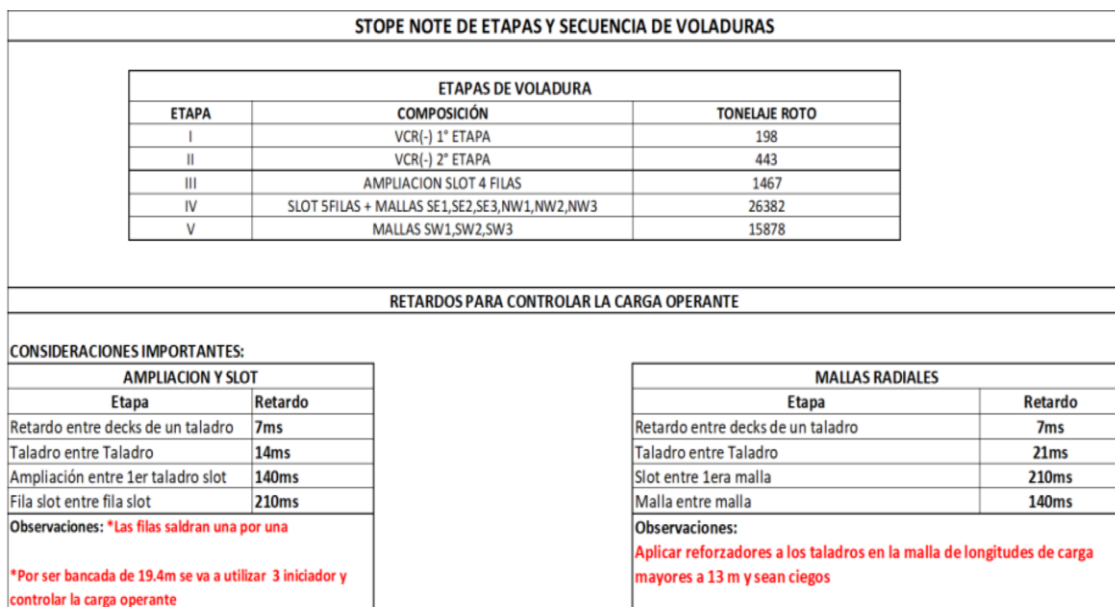 STOPE NOTE DE ETAPAS Y SECUENCIA DE VOLADURAS
ETAPAS DE VOLADURA
ETAPA COMPOSICIÓN TONELAJE ROTO
I VCR(-) 1° ETAPA 198
II VCR(-) 2° ETAPA 443
III AMPLIACION SLOT 4 FILAS 1467
IV SLOT 5FILAS + MALLAS SE1,SE2,SE3,NW1,NW2,NW3 26382
V MALLAS SW1,SW2,SW3 15878
RETARDOS PARA CONTROLAR LA CARGA OPERANTE
CONSIDERACIONES IMPORTANTES:
AMPLIACION Y SLOT
Etapa Retardo
Retardo entre decks de un taladro 7ms
Taladro entre Taladro 14ms
Ampliación entre 1er taladro slot 140ms
Fila slot entre fila slot 210ms
Observaciones: *Las filas saldran una por una
*Por ser bancada de 19.4m se va a utilizar 3 iniciador y
controlar la carga operante
MALLAS RADIALES
Etapa Retardo
Retardo entre decks de un taladro 7ms
Taladro entre Taladro 21ms
Slot entre 1era malla 210ms
Malla entre malla 140ms
Observaciones:
Aplicar reforzadores a los taladros en la malla de longitudes de carga
mayores a 13 m y sean ciegos